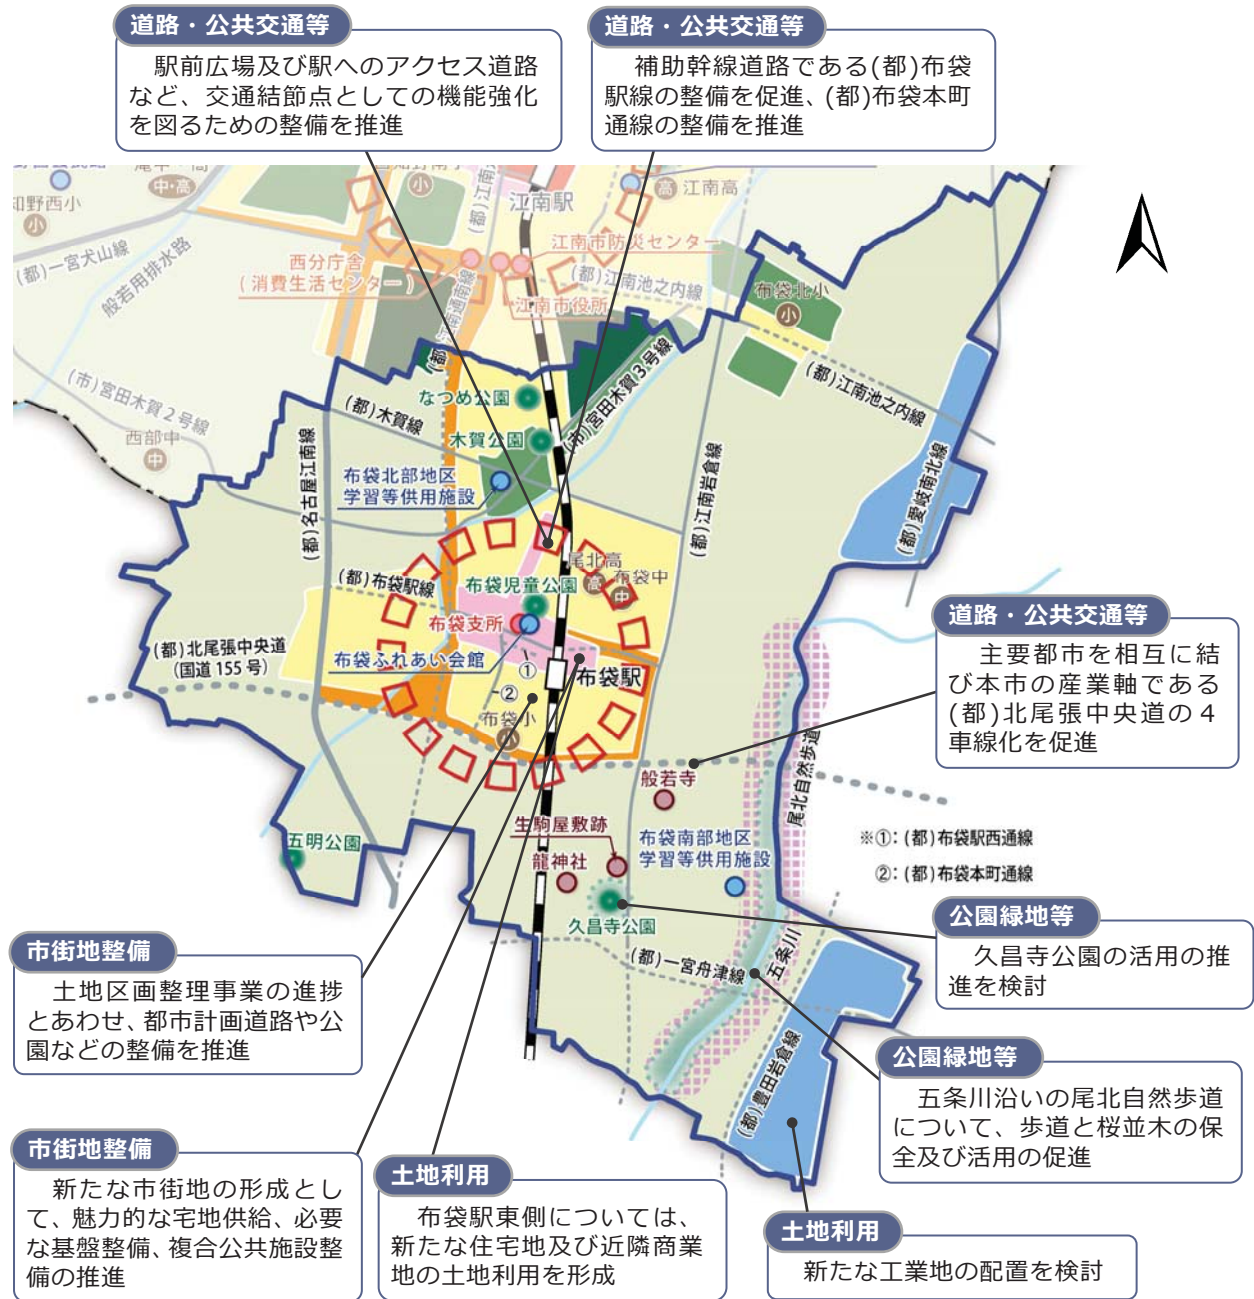 道路・公共交通等
駅前広場及び駅へのアクセス道路
など、交通結節点としての機能強化
を図るための整備を推進
道路・公共交通等
補助幹線道路である(都)布袋
駅線の整備を促進、(都)布袋本町
通線の整備を推進
中・高
知野西小
小
小
江南駅
高 江南高
(都)一宮犬山線
般若用排水路
西分庁舎
(消費生活センター)
(都)江南通南線
江南市防災センター
江南市役所
(都)江南池之内線
布袋北小
小
(市)宮田木賀2号線
西部中
中
(都)木賀線
なつめ公園
木賀公園
(市)宮田木賀3号線
(都)江南池之内線
(都)名古屋江南線
布袋北部地区
学習等供用施設
(都)江南岩倉線
(都)愛岐南北線
(都)布袋駅線
布袋児童公園
尾北高
高
布袋中
中
布袋支所
布袋ふれあい会館
(都)北尾張中央道
(国道155号)
①
②
布袋駅
布袋小
小
道路・公共交通等
主要都市を相互に結
び本市の産業軸である
(都)北尾張中央道の4
車線化を促進
尾北自然歩道
般若寺
生駒屋敷跡
龍神社
布袋南部地区
学習等供用施設
五明公園
久昌寺公園
※①:(都)布袋駅西通線
②:(都)布袋本町通線
(都)一宮舟津線
五条川
(都)豊田岩倉線
公園緑地等
久昌寺公園の活用の推
進を検討
市街地整備
土地区画整理事業の進捗
とあわせ、都市計画道路や公
園などの整備を推進
公園緑地等
五条川沿いの尾北自然歩道
について、歩道と桜並木の保
全及び活用の促進
市街地整備
新たな市街地の形成とし
て、魅力的な宅地供給、必要
な基盤整備、複合公共施設整
備の推進
土地利用
布袋駅東側については、
新たな住宅地及び近隣商業
地の土地利用を形成
土地利用
新たな工業地の配置を検討